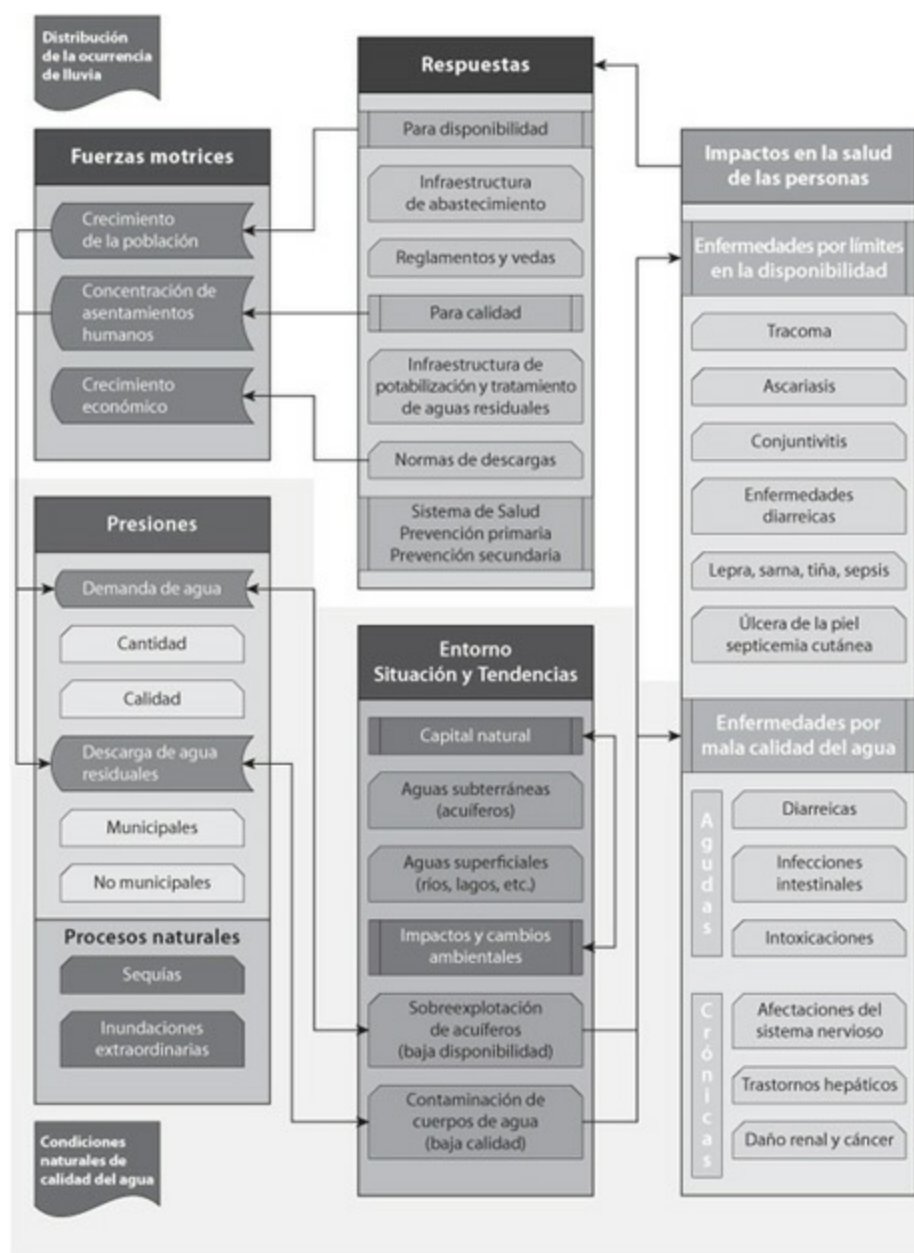 Distribución
de la ocurrencia
de lluvia
Fuerzas motrices
Crecimiento
de la población
Concentración de
asentamientos
humanos
Crecimiento
económico
Presiones
Demanda de agua
Cantidad
Calidad
Descarga de agua
residuales
Municipales
No municipales
Procesos naturales
Sequías
Inundaciones
extraordinarias
Condiciones
naturales de
calidad del agua
Respuestas
Para disponibilidad
Infraestructura
de abastecimiento
Reglamentos y vedas
Para calidad
Infraestructura de
potabilización y tratamiento
de aguas residuales
Normas de descargas
Sistema de Salud
Prevención primaria
Prevención secundaria
Entorno
Situación y Tendencias
Capital natural
Aguas subterráneas
(acuíferos)
Aguas superficiales
(ríos, lagos, etc.)
Impactos y cambios
ambientales
Sobreexplotación
de acuíferos
(baja disponibilidad)
Contaminación de
cuerpos de agua
(baja calidad)
Impactos en la salud
de las personas
Enfermedades por límites
en la disponibilidad
Tracoma
Ascariasis
Conjuntivitis
Enfermedades
diarreicas
Lepra, sarna, tiña, sepsis
Úlcera de la piel
septicemia cutánea
Enfermedades por
mala calidad del agua
Agudas
Diarreicas
Infecciones
intestinales
Intoxicaciones
Crónicas
Afectaciones del
sistema nervioso
Trastornos hepáticos
Daño renal y cáncer